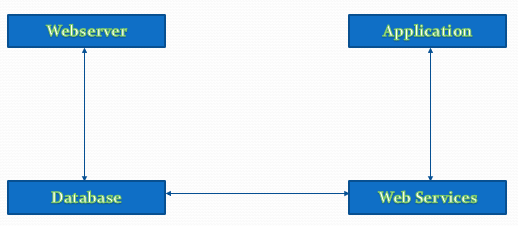 Webserver
Application
Database
Web Services